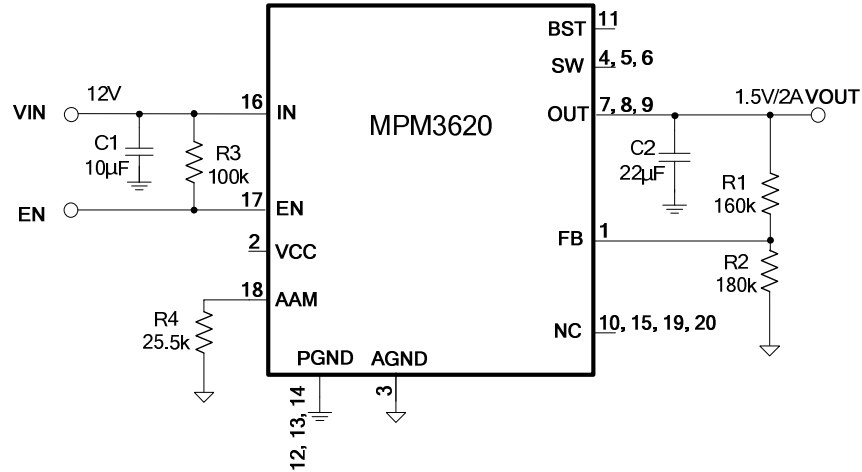 BST
11
SW
4, 5, 6
12V
VIN
16
IN
MPM3620
OUT
7, 8, 9
1.5V/2A VOUT
C1
10µF
R3
100k
C2
22µF
R1
160k
17
EN
EN
FB
1
2
VCC
R2
180k
18
AAM
R4
25.5k
NC
10, 15, 19, 20
PGND
AGND
12, 13, 14
3